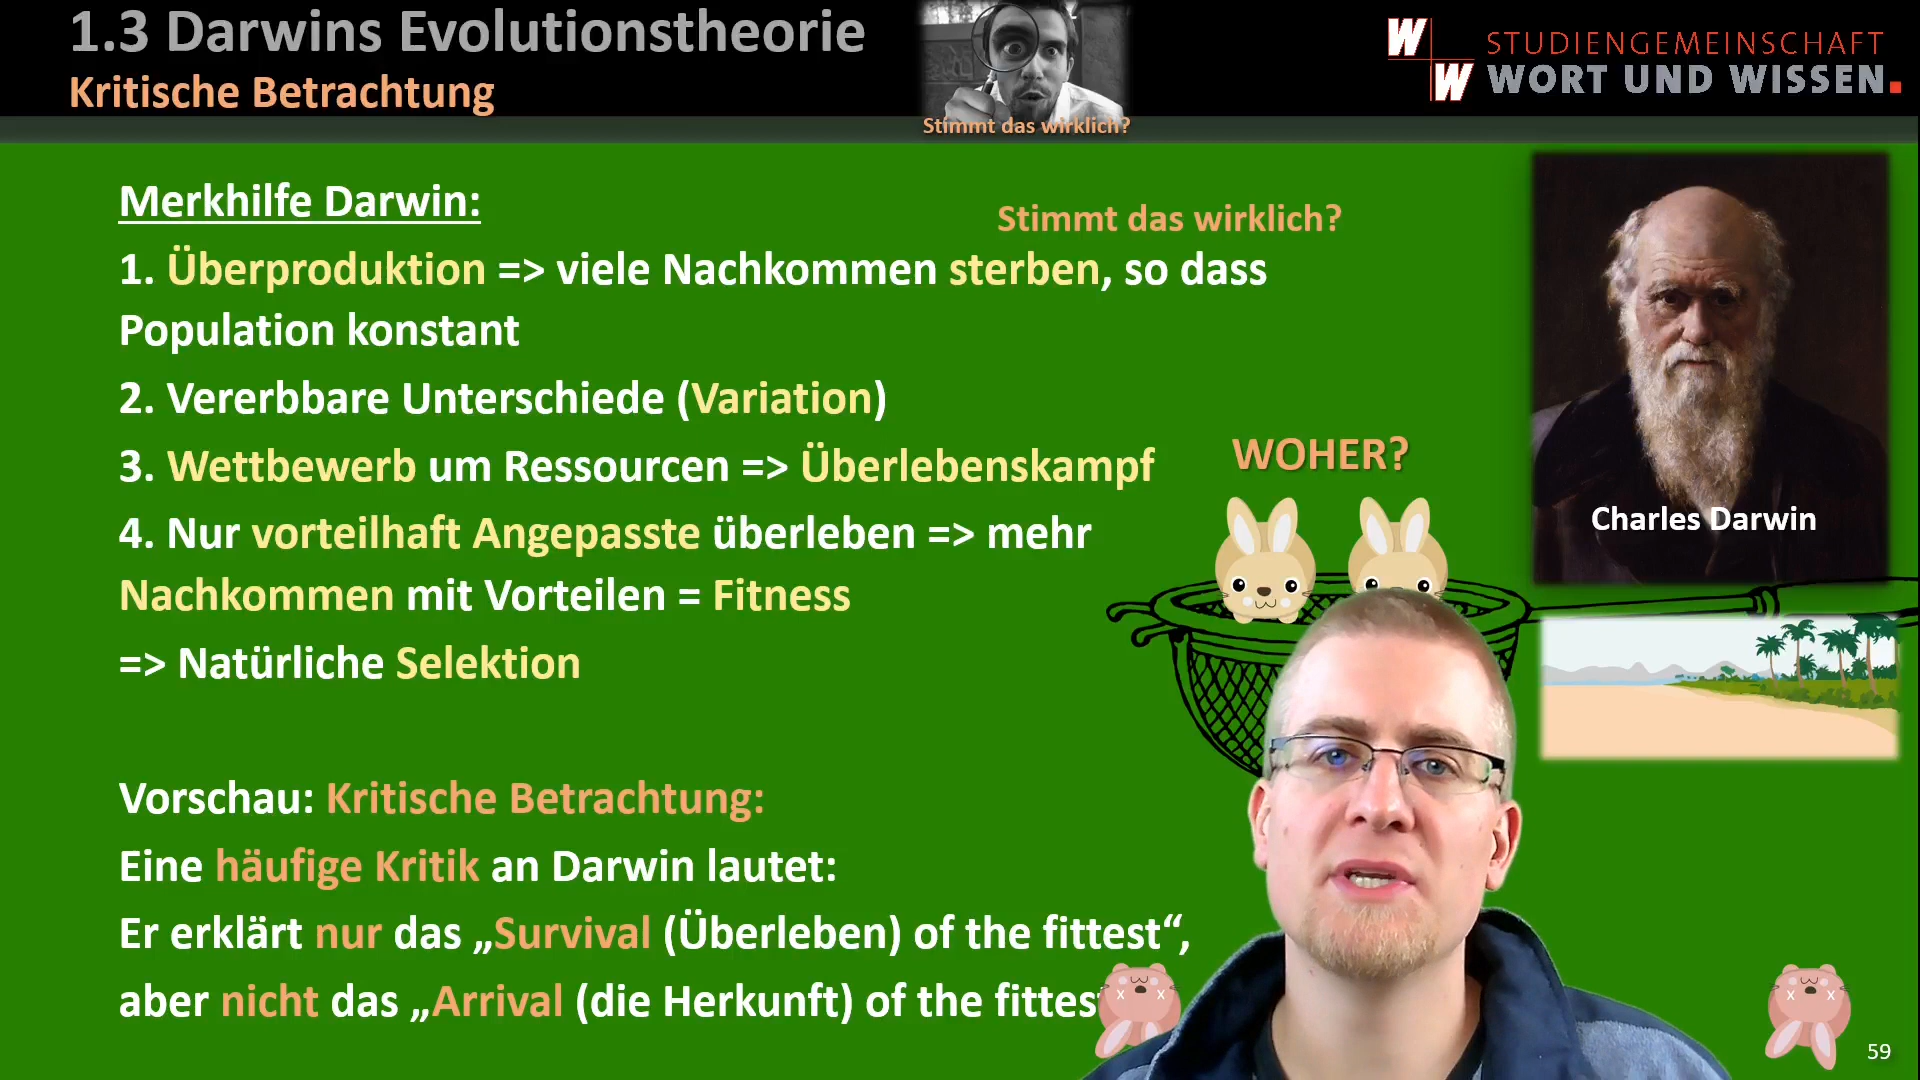 1.3 Darwins Evolutionstheorie
Kritische Betrachtung
Stimmt das wirklich?
W
W
STUDIENGEMEINSCHAFT
WORT UND WISSEN.
Merkhilfe Darwin:
Stimmt das wirklich?
1. Überproduktion => viele Nachkommen sterben, so dass
Population konstant
2. Vererbbare Unterschiede (Variation)
3. Wettbewerb um Ressourcen => Überlebenskampf
WOHER?
4. Nur vorteilhaft Angepasste überleben => mehr
Nachkommen mit Vorteilen = Fitness
=> Natürliche Selektion
Charles Darwin
Vorschau: Kritische Betrachtung:
Eine häufige Kritik an Darwin lautet:
Er erklärt nur das „Survival (Überleben) of the fittest“,
aber nicht das „Arrival (die Herkunft) of the fittest
59